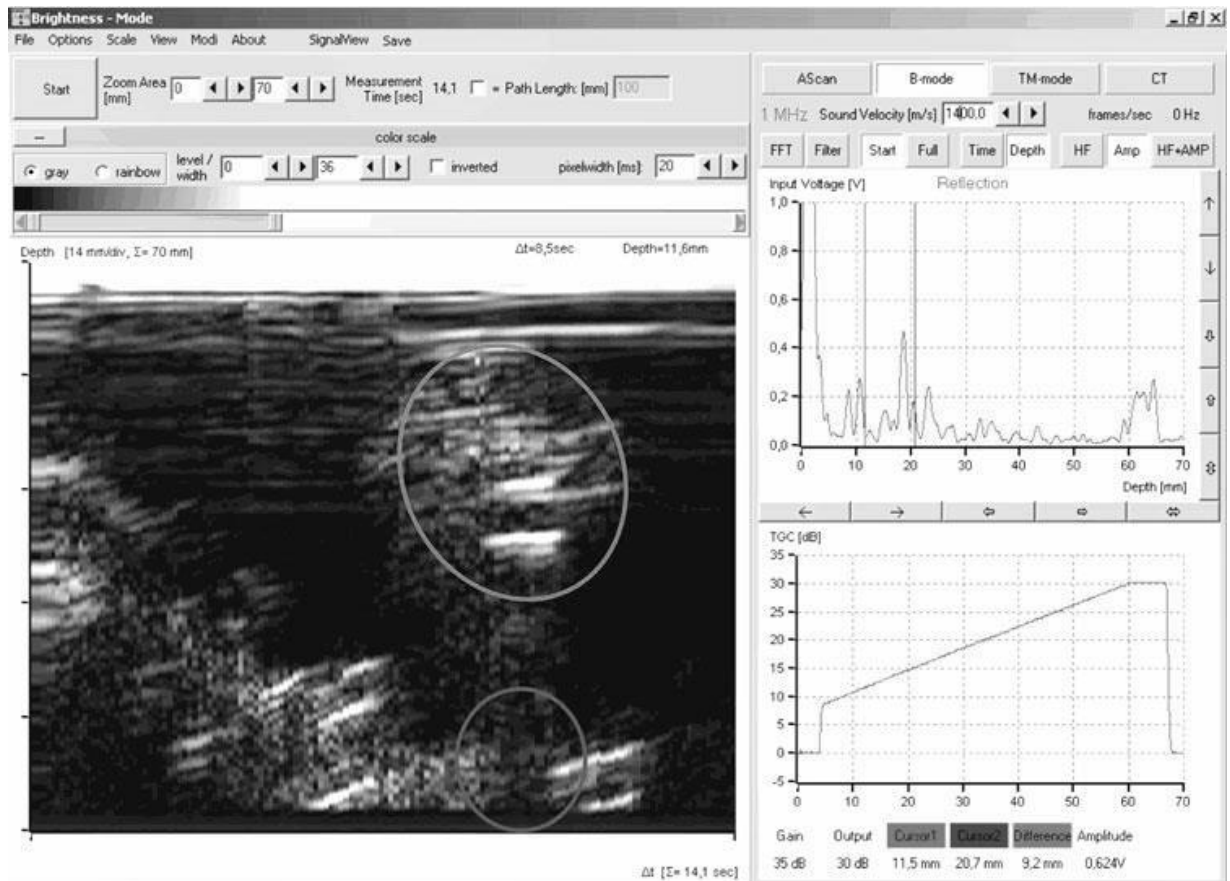 Brightness - Mode
File Options Scale View Modi About SignalView Save
Start Zoom Area [mm] 0 70 Measurement Time [sec] 14,1 = Path Length: [mm] 100
color scale
gray rainbow level / width 0 36 inverted pixelwidth [ms]: 20
Depth [14 mm/div, Σ= 70 mm] Δt=8,5sec Depth=11,6mm
Δt [Σ= 14,1 sec]
AScan B-mode TM-mode CT
1 MHz Sound Velocity [m/s] 1400,0 frames/sec 0 Hz
FFT Filter Start Full Time Depth HF Amp HF+AMP
Input Voltage [V] Reflection
1,0
0,8
0,6
0,4
0,2
0,0
0 10 20 30 40 50 60 70
Depth [mm]
TGC [dB]
35
30
25
20
15
10
5
0
-5
0 10 20 30 40 50 60 70
Gain Output Cursor1 Cursor2 Difference Amplitude
35 dB 30 dB 11,5 mm 20,7 mm 9,2 mm 0,624V